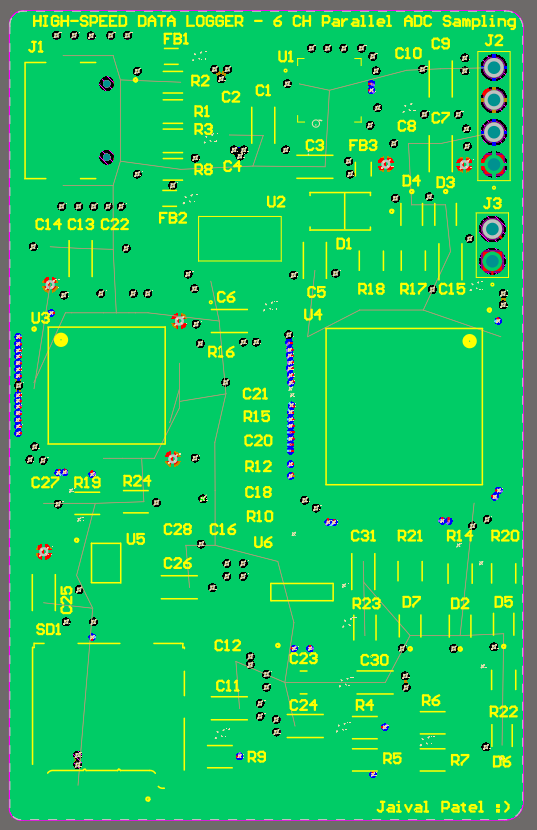 HIGH-SPEED DATA LOGGER - 6 CH Parallel ADC Sampling
J1 FB1 U1 C10 C9 J2
R2 C2 C1
R1 C8 C7
R3
R8 C4 C3 FB3
D4 D3
FB2 U2 J3
C14 C13 C22 D1
C5 R18 R17 C15
U3 C6 U4
R16
C21
R15
C20
R12
C27 R19 R24 C18
R10
C28 C16
U5 U6 C31 R21 R14 R20
C26
C25 R23 D7 D2 D5
SD1
C12 C23 C30
C11 C24 R4 R6 R22
R9 R5 R7 D6
Jaival Patel :)